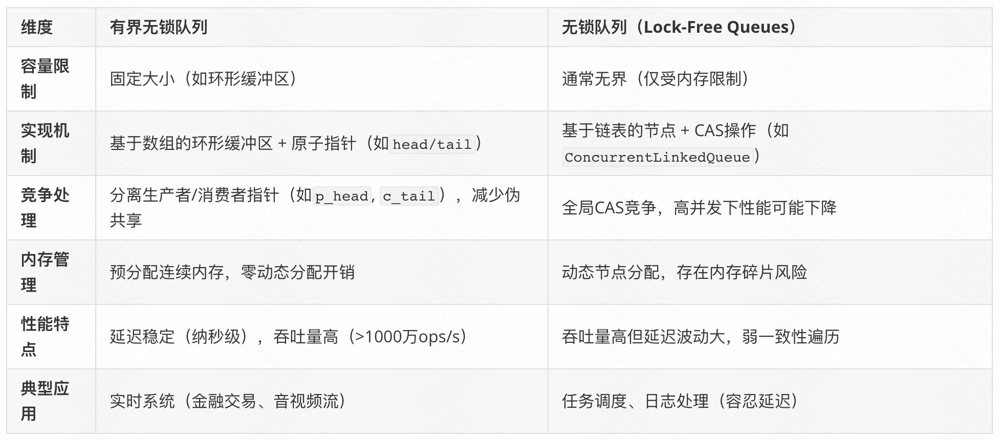 维度 有界无锁队列 无锁队列（Lock-Free Queues）
容量限
制
固定大小（如环形缓冲区） 通常无界（仅受内存限制）
实现机
制
基于数组的环形缓冲区 + 原子指针（如head/tail）
基于链表的节点 + CAS操作（如
ConcurrentLinkedQueue）
竞争处
理
分离生产者/消费者指针（如p_head, c_tail），减少伪
共享
全局CAS竞争，高并发下性能可能下降
内存管
理
预分配连续内存，零动态分配开销 动态节点分配，存在内存碎片风险
性能特
点
延迟稳定（纳秒级），吞吐量高（>1000万ops/s） 吞吐量高但延迟波动大，弱一致性遍历
典型应
用
实时系统（金融交易、音视频流） 任务调度、日志处理（容忍延迟）